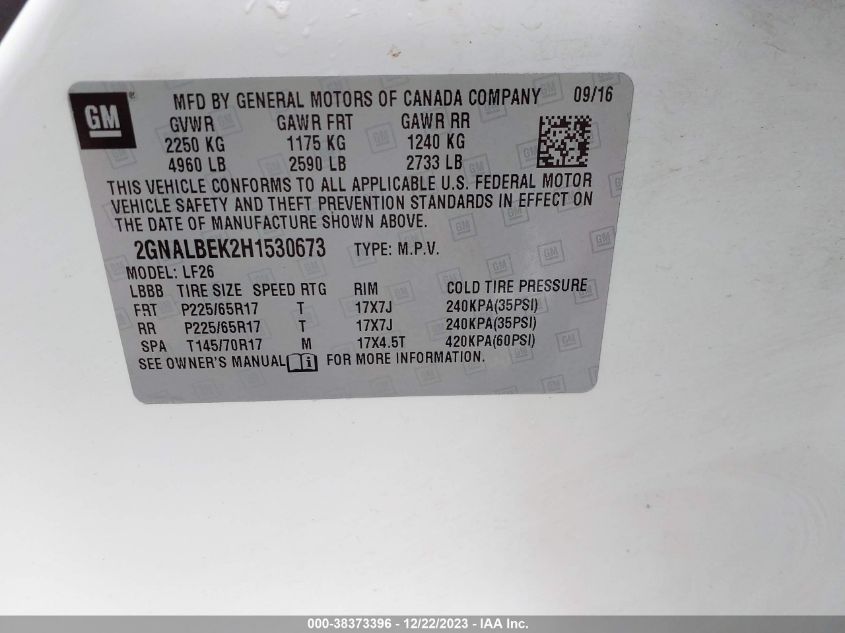 GM
MFD BY GENERAL MOTORS OF CANADA COMPANY 09/16
GVWR GAWR FRT GAWR RR
2250 KG 1175 KG 1240 KG
4960 LB 2590 LB 2733 LB
THIS VEHICLE CONFORMS TO ALL APPLICABLE U.S. FEDERAL MOTOR
VEHICLE SAFETY AND THEFT PREVENTION STANDARDS IN EFFECT ON
THE DATE OF MANUFACTURE SHOWN ABOVE.
2GNALBEK2H1530673 TYPE: M.P.V.
MODEL: LF26
LBBB TIRE SIZE SPEED RTG RIM COLD TIRE PRESSURE
FRT P225/65R17 T 17X7J 240KPA(35PSI)
RR P225/65R17 T 17X7J 240KPA(35PSI)
SPA T145/70R17 M 17X4.5T 420KPA(60PSI)
SEE OWNER'S MANUAL FOR MORE INFORMATION.
000-38373396 - 12/22/2023 - IAA Inc.